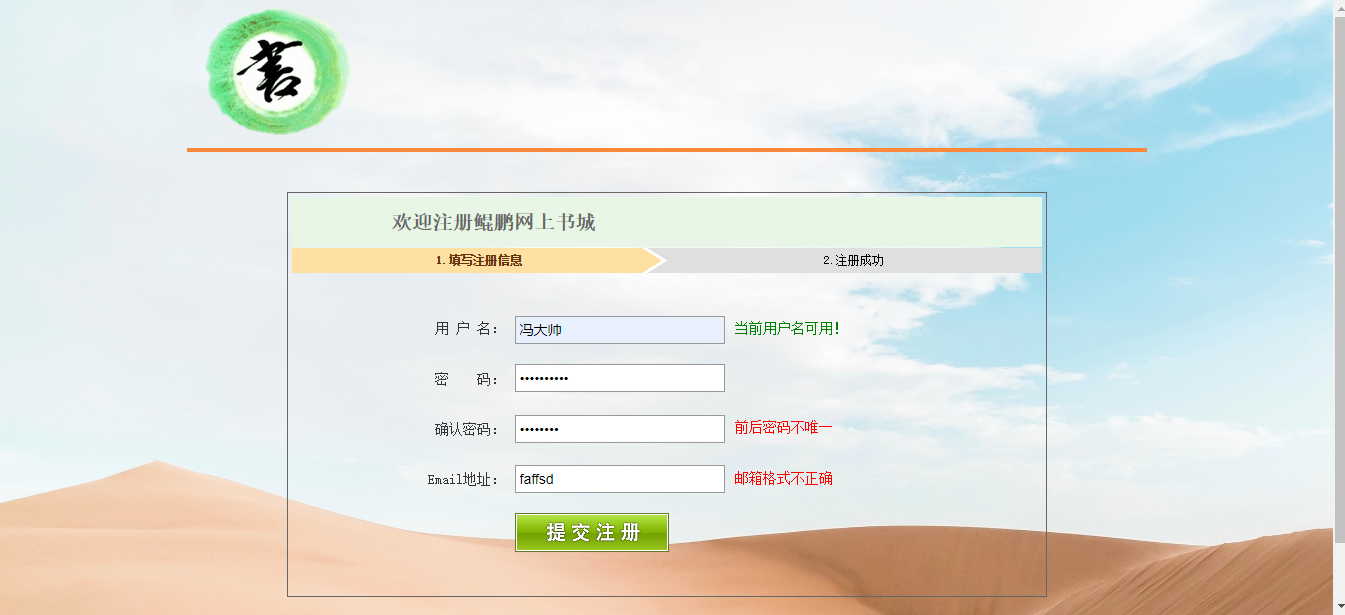 書
欢迎注册鲲鹏网上书城
1. 填写注册信息
2. 注册成功
用 户 名： 冯大帅 当前用户名可用！
密 码： ••••••••••
确认密码： •••••••• 前后密码不唯一
Email地址： faffsd 邮箱格式不正确
提 交 注 册